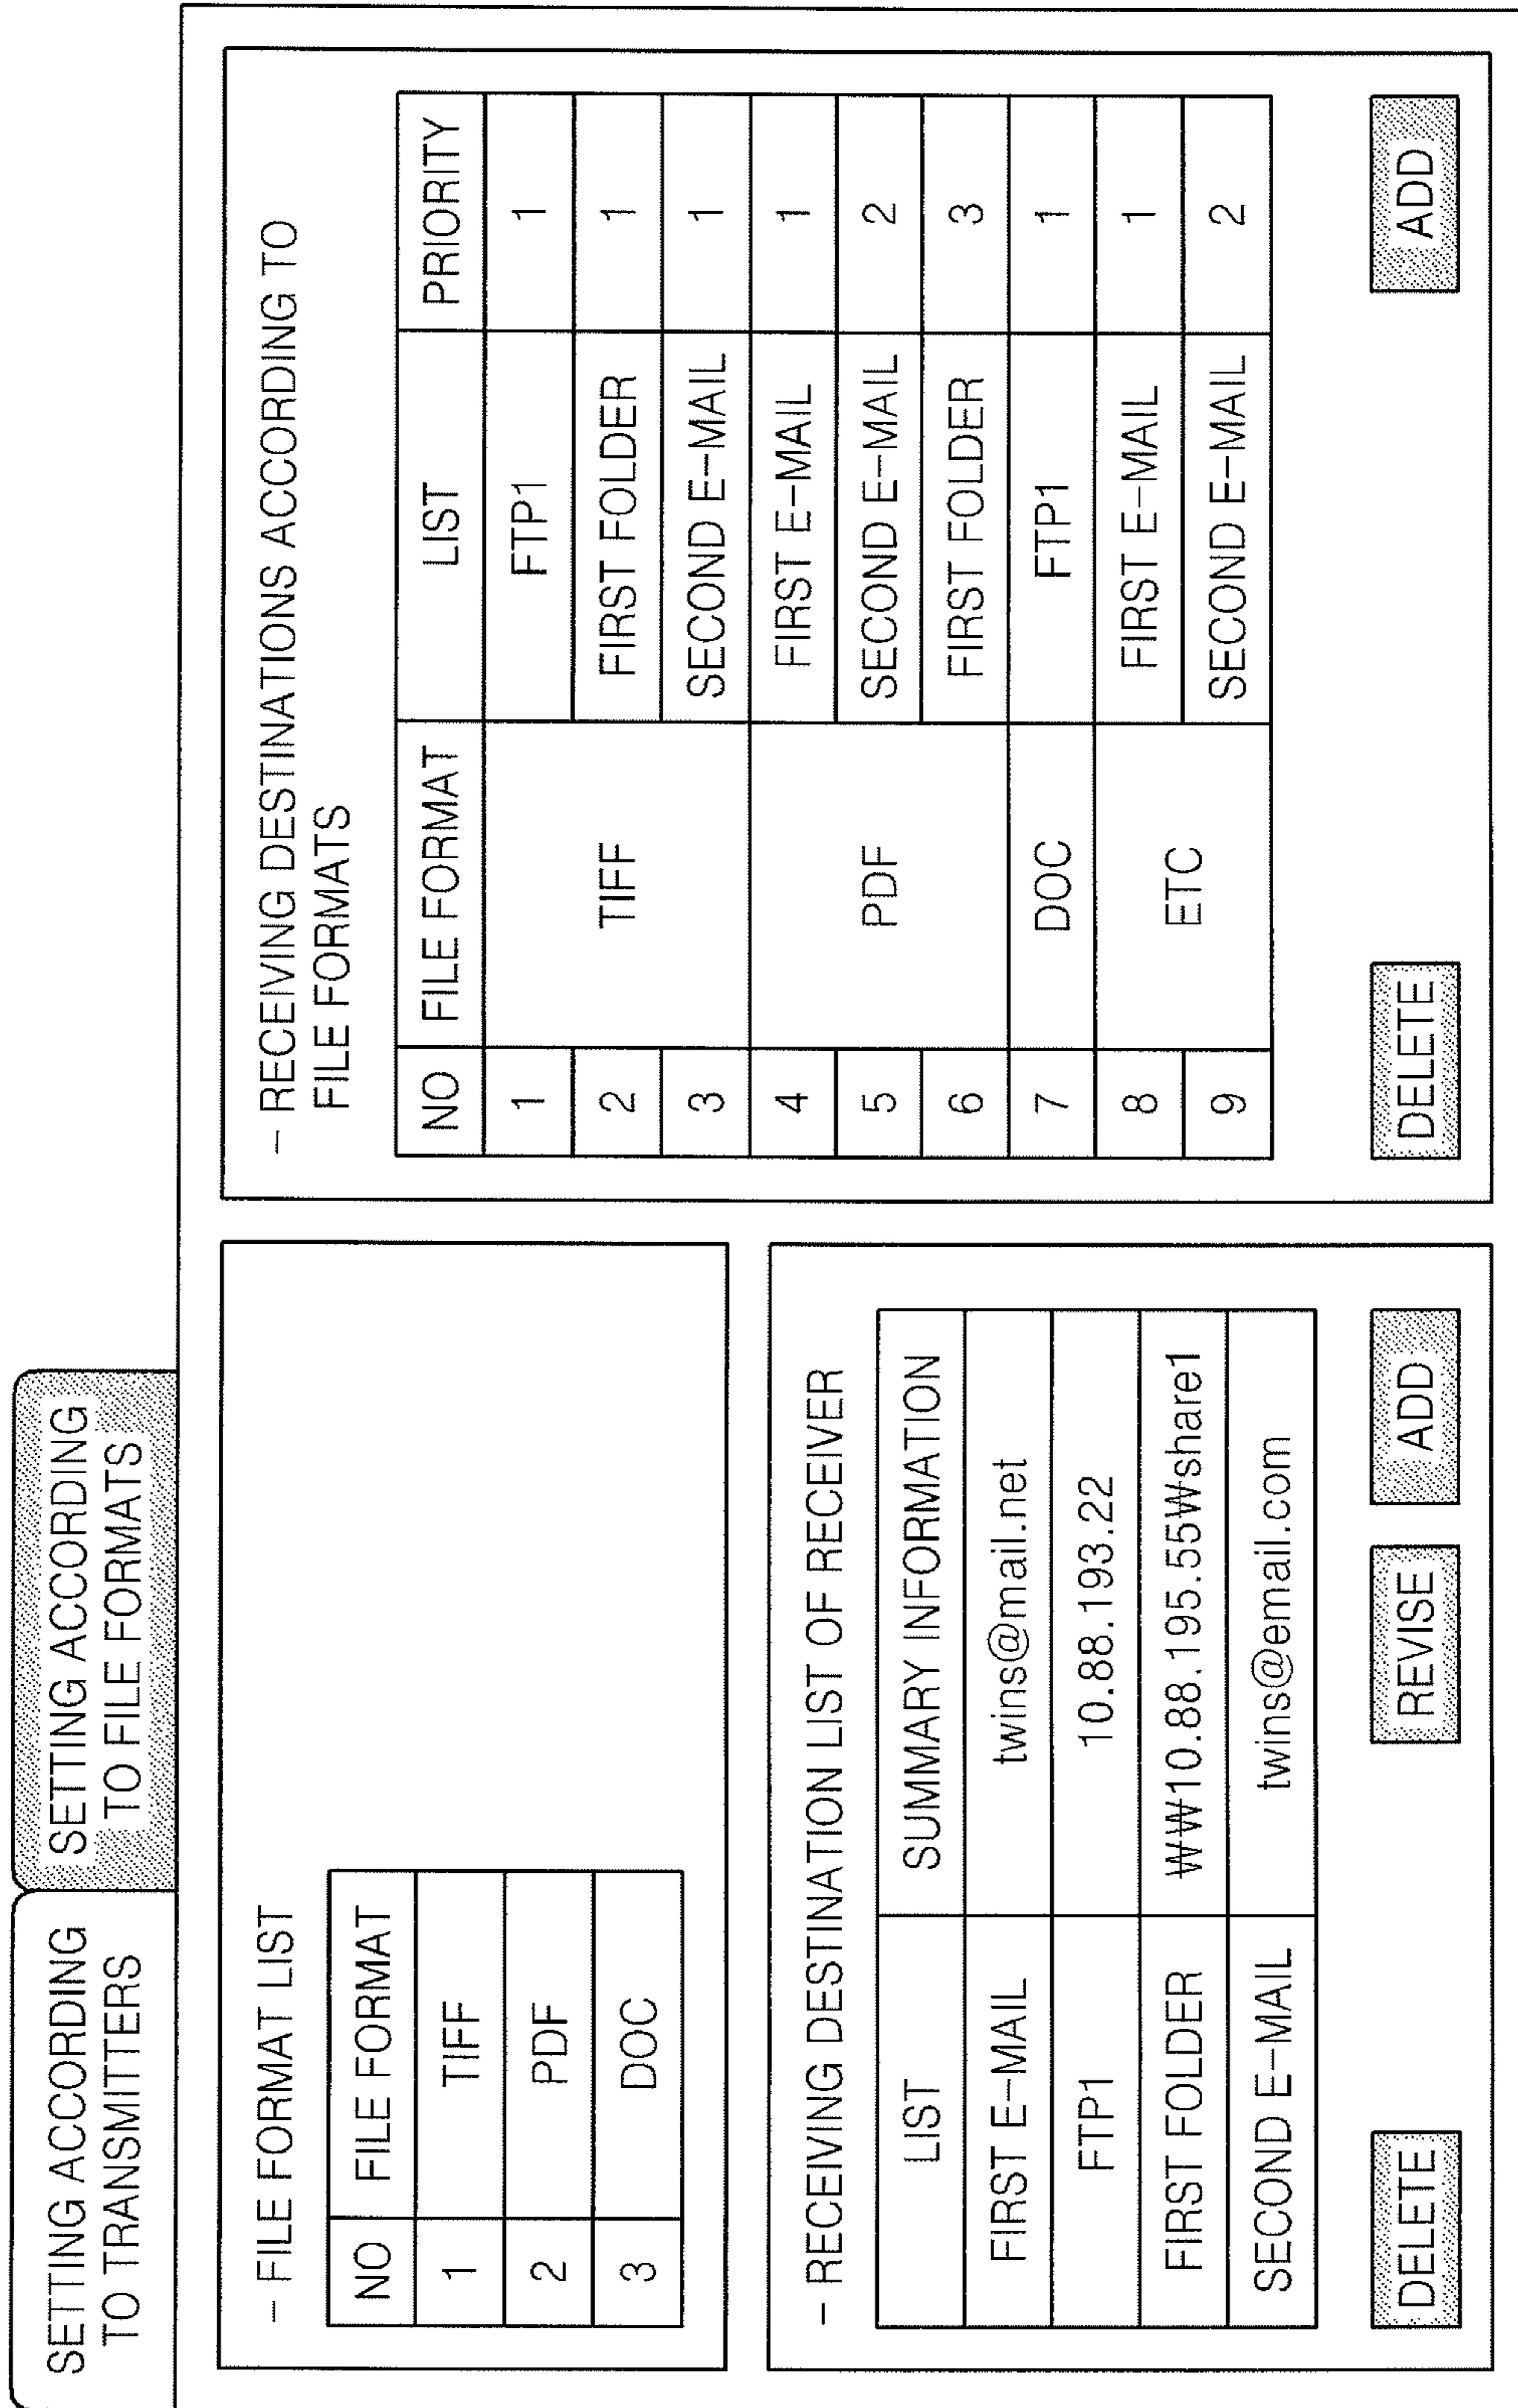 SETTING ACCORDING
TO TRANSMITTERS
SETTING ACCORDING
TO FILE FORMATS
– FILE FORMAT LIST
NO FILE FORMAT
1 TIFF
2 PDF
3 DOC
– RECEIVING DESTINATION LIST OF RECEIVER
LIST SUMMARY INFORMATION
FIRST E-MAIL twins@mail.net
FTP1 10.88.193.22
FIRST FOLDER ₩₩10.88.195.55₩share1
SECOND E-MAIL twins@email.com
DELETE REVISE ADD
– RECEIVING DESTINATIONS ACCORDING TO
FILE FORMATS
NO FILE FORMAT LIST PRIORITY
1 TIFF FTP1 1
2 FIRST FOLDER 1
3 SECOND E-MAIL 1
4 PDF FIRST E-MAIL 1
5 SECOND E-MAIL 2
6 FIRST FOLDER 3
7 DOC FTP1 1
8 ETC FIRST E-MAIL 1
9 SECOND E-MAIL 2
DELETE ADD